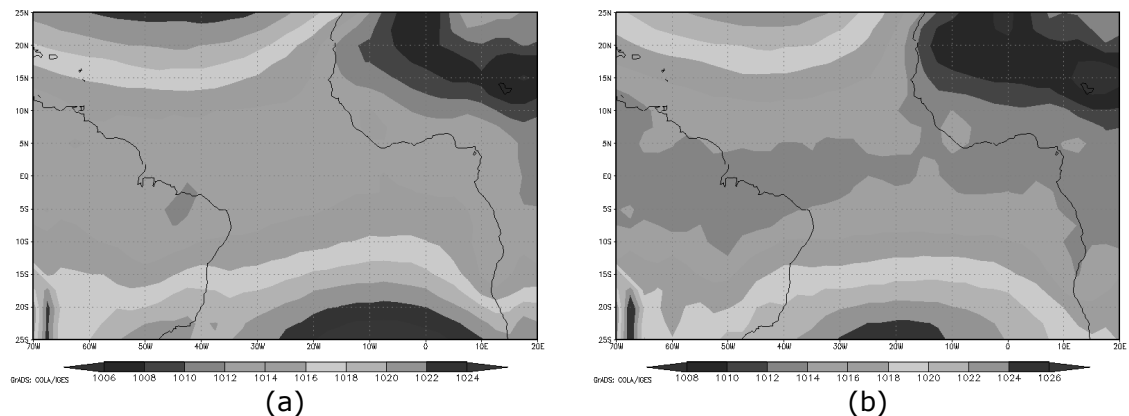 25N
20N
15N
10N
5N
EQ
5S
10S
15S
20S
25S
70W 60W 50W 40W 30W 20W 10W 0 10E 20E
1006 1008 1010 1012 1014 1016 1018 1020 1022 1024
GrADS: COLA/IGES
(a)
25N
20N
15N
10N
5N
EQ
5S
10S
15S
20S
25S
70W 60W 50W 40W 30W 20W 10W 0 10E 20E
1008 1010 1012 1014 1016 1018 1020 1022 1024 1026
GrADS: COLA/IGES
(b)